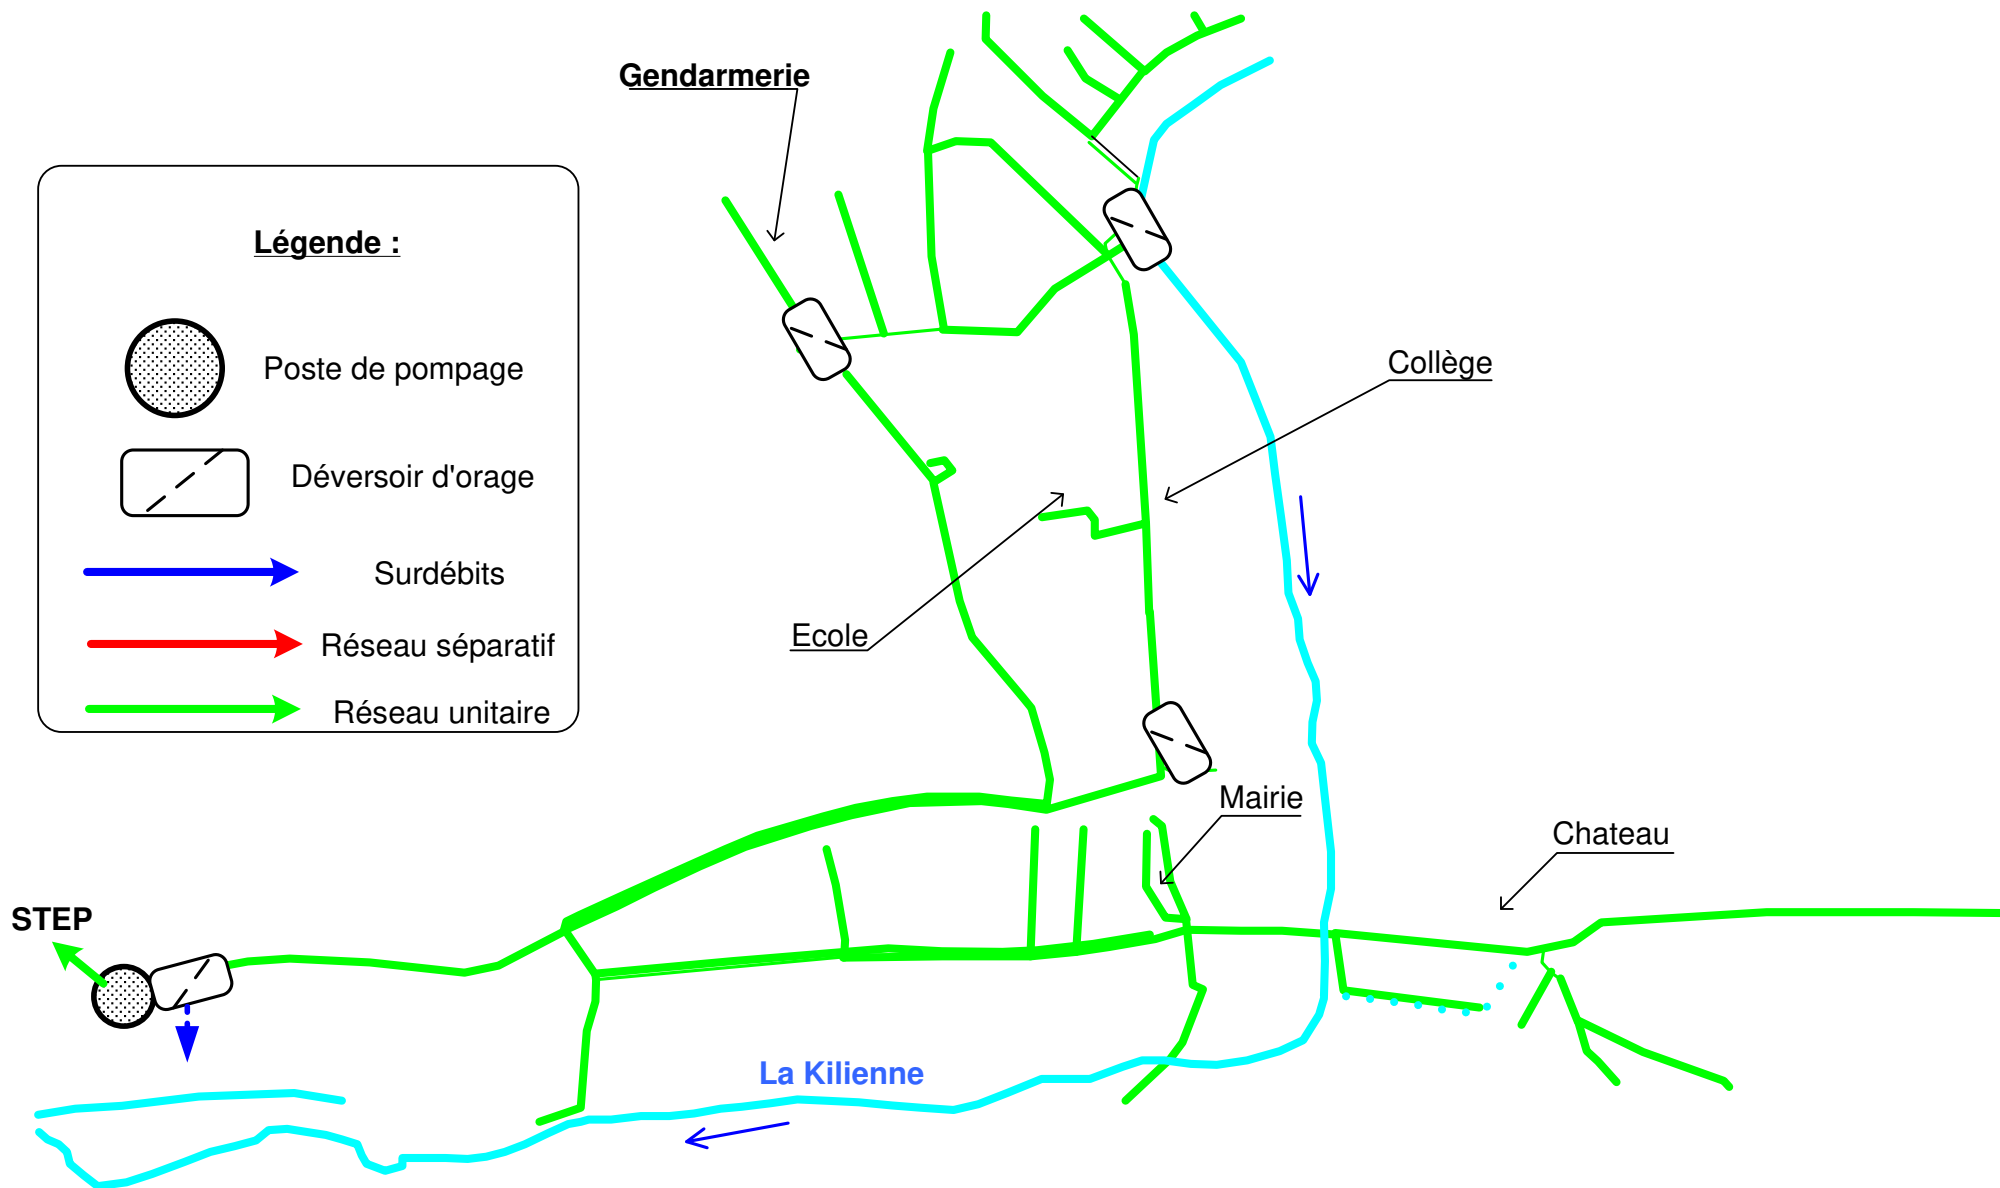 Gendarmerie
Légende :
Poste de pompage
Déversoir d'orage
Surdébits
Réseau séparatif
Réseau unitaire
Collège
Ecole
Mairie
Chateau
STEP
La Kilienne